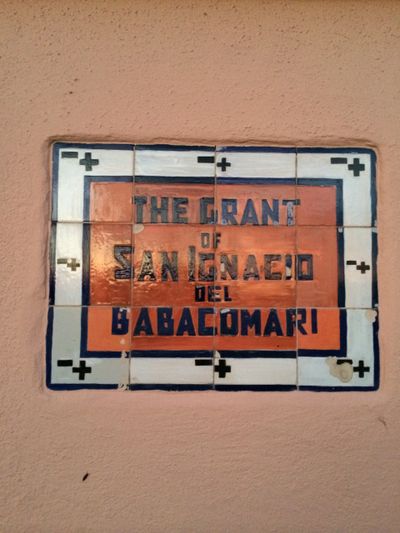 THE GRANT
OF
SAN IGNACIO
DEL
BABACOMARI